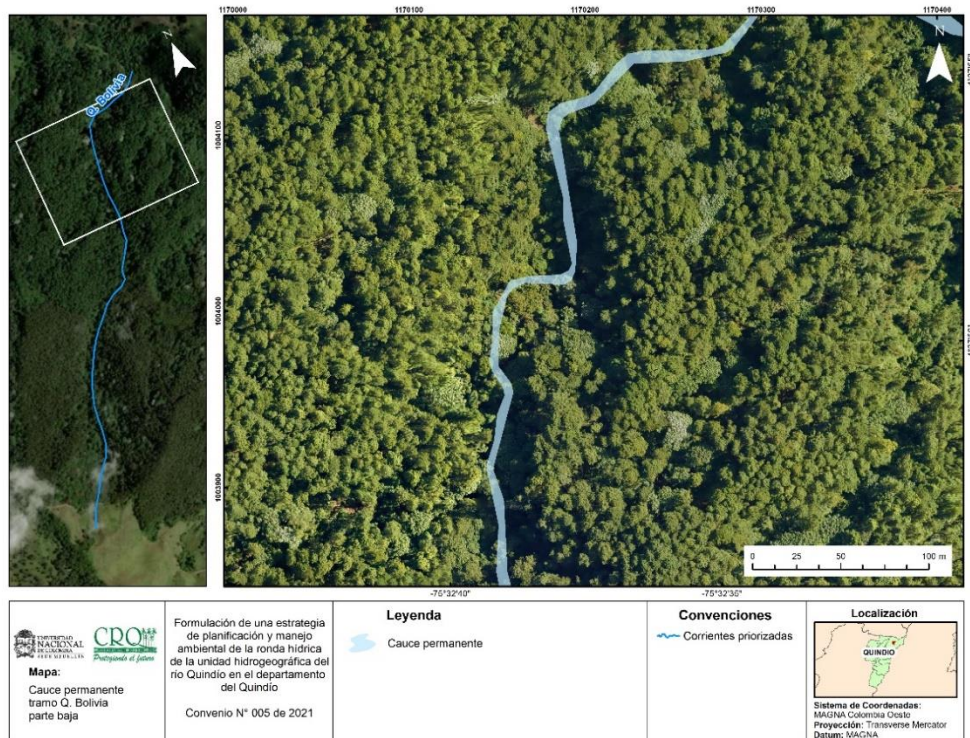 1170000
1170100
1170200
1170300
1170400
N
Q. Bolivia
N
1004100
1004000
1003900
0
25
50
100 m
-75°32'40"
-75°32'35"
UNIVERSIDAD
NACIONAL
DE COLOMBIA
SEDE MEDELLÍN
CRQ
Protegiendo el futuro
Mapa:
Cauce permanente
tramo Q. Bolivia
parte baja
Formulación de una estrategia
de planificación y manejo
ambiental de la ronda hídrica
de la unidad hidrogeográfica del
río Quindío en el departamento
del Quindío
Convenio N° 005 de 2021
Leyenda
Cauce permanente
Convenciones
Corrientes priorizadas
Localización
QUINDIO
Sistema de Coordenadas:
MAGNA Colombia Oeste
Proyección: Transverse Mercator
Datum: MAGNA